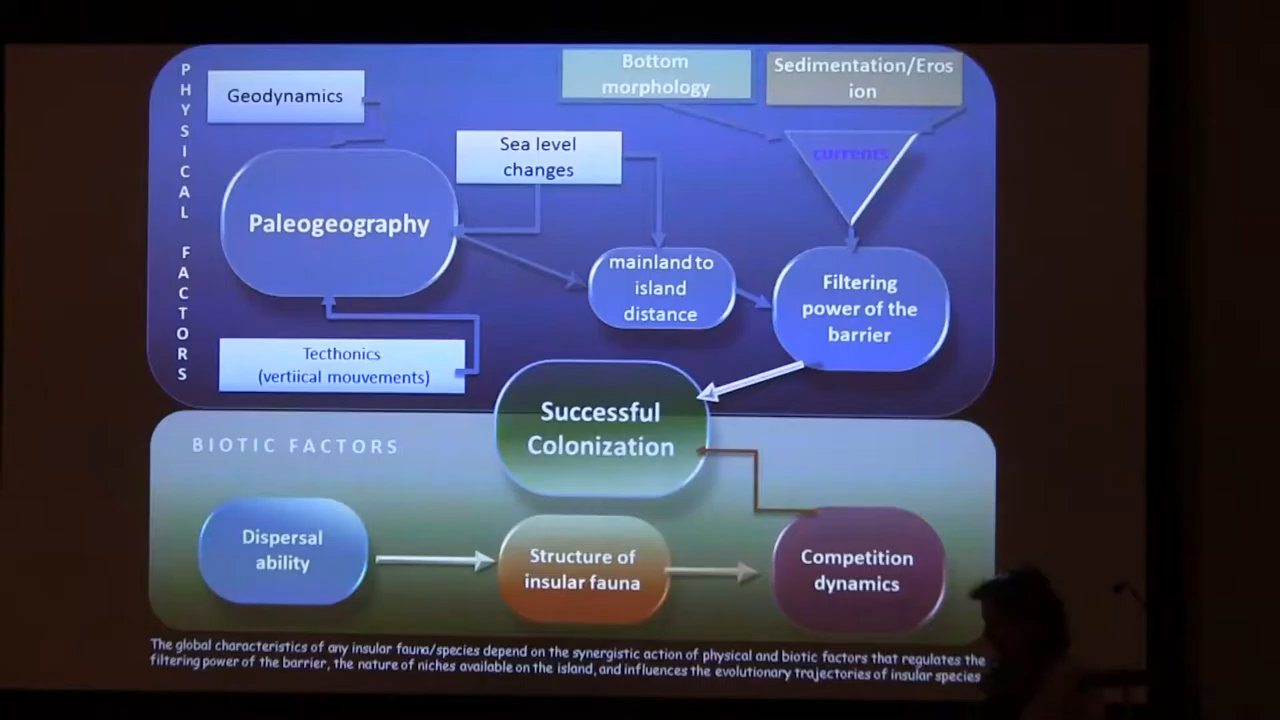 PHYSICAL FACTORS
Geodynamics
Bottom
morphology
Sedimentation/Eros
ion
Sea level
changes
currents
Paleogeography
mainland to
island
distance
Filtering
power of the
barrier
Tecthonics
(vertiical mouvements)
Successful
Colonization
BIOTIC FACTORS
Dispersal
ability
Structure of
insular fauna
Competition
dynamics
The global characteristics of any insular fauna/species depend on the synergistic action of physical and biotic factors that regulates the
filtering power of the barrier, the nature of niches available on the island, and influences the evolutionary trajectories of insular species